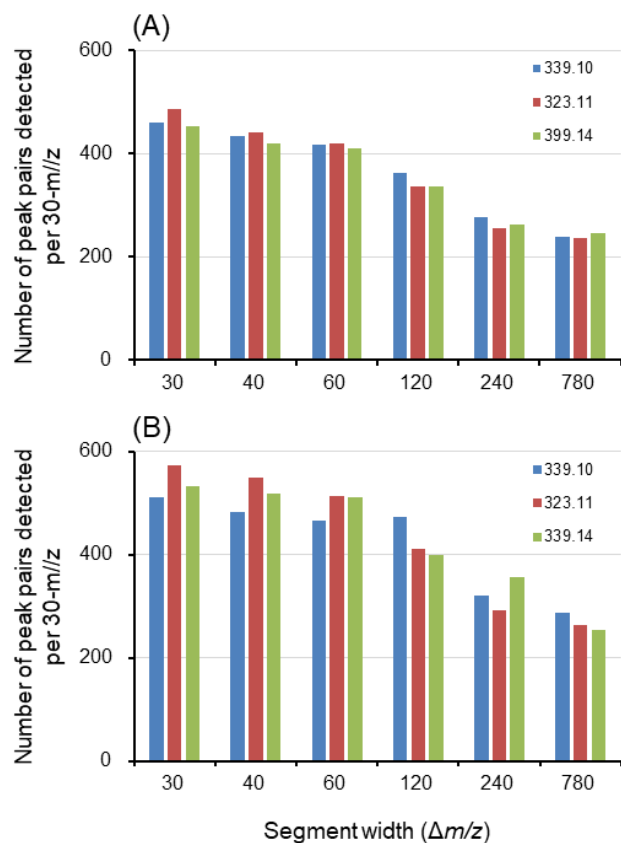 (A)
Number of peak pairs detected
per 30-m//z
600
400
200
0
339.10
323.11
399.14
30 40 60 120 240 780
(B)
Number of peak pairs detected
per 30-m//z
600
400
200
0
339.10
323.11
339.14
30 40 60 120 240 780
Segment width (Δm/z)